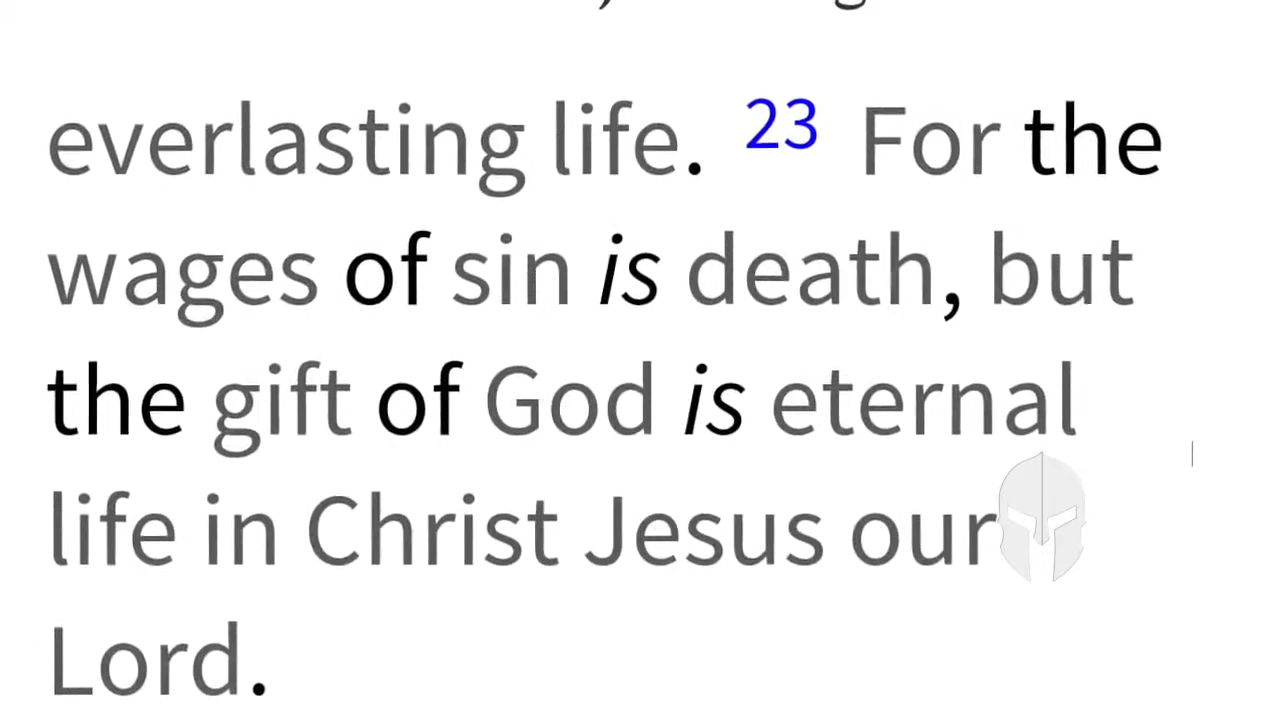 everlasting life. 23 For the
wages of sin is death, but
the gift of God is eternal
life in Christ Jesus our
Lord.